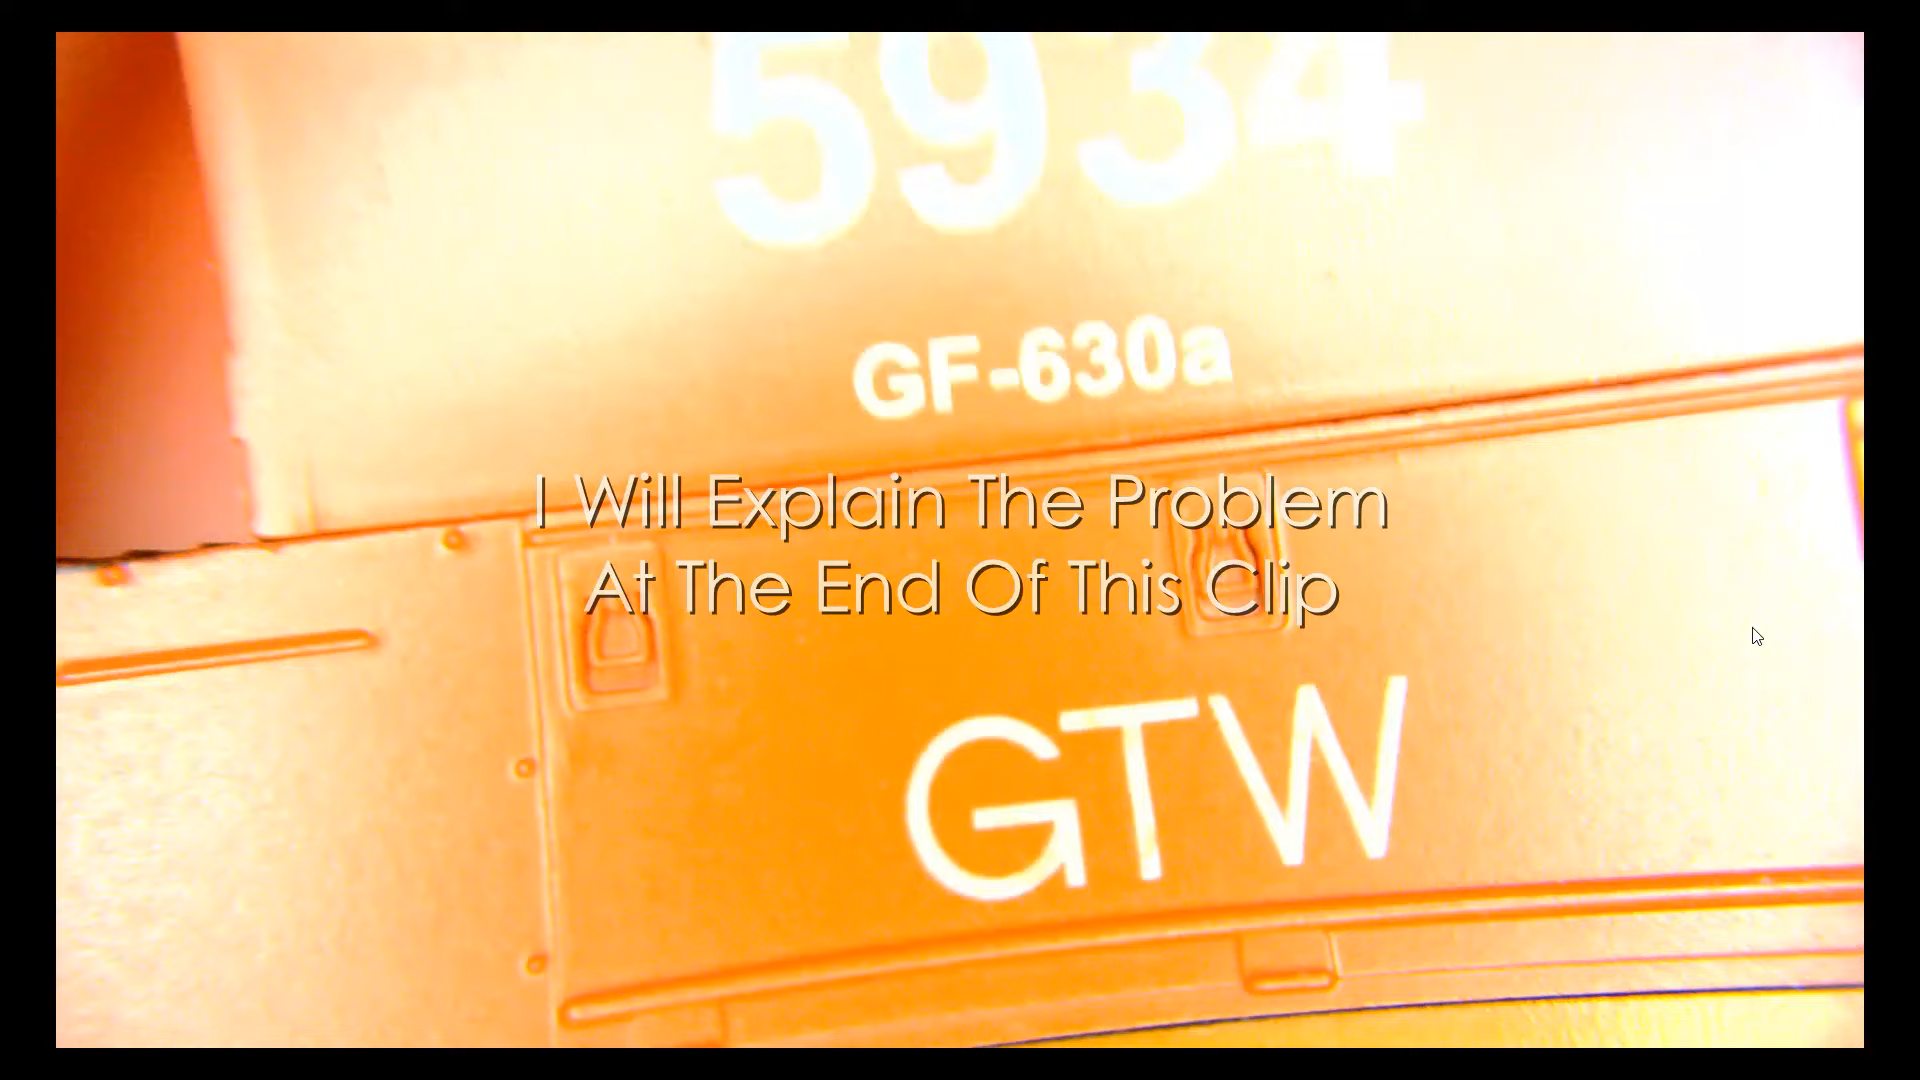 5934
GF-630a
I Will Explain The Problem
At The End Of This Clip
GTW